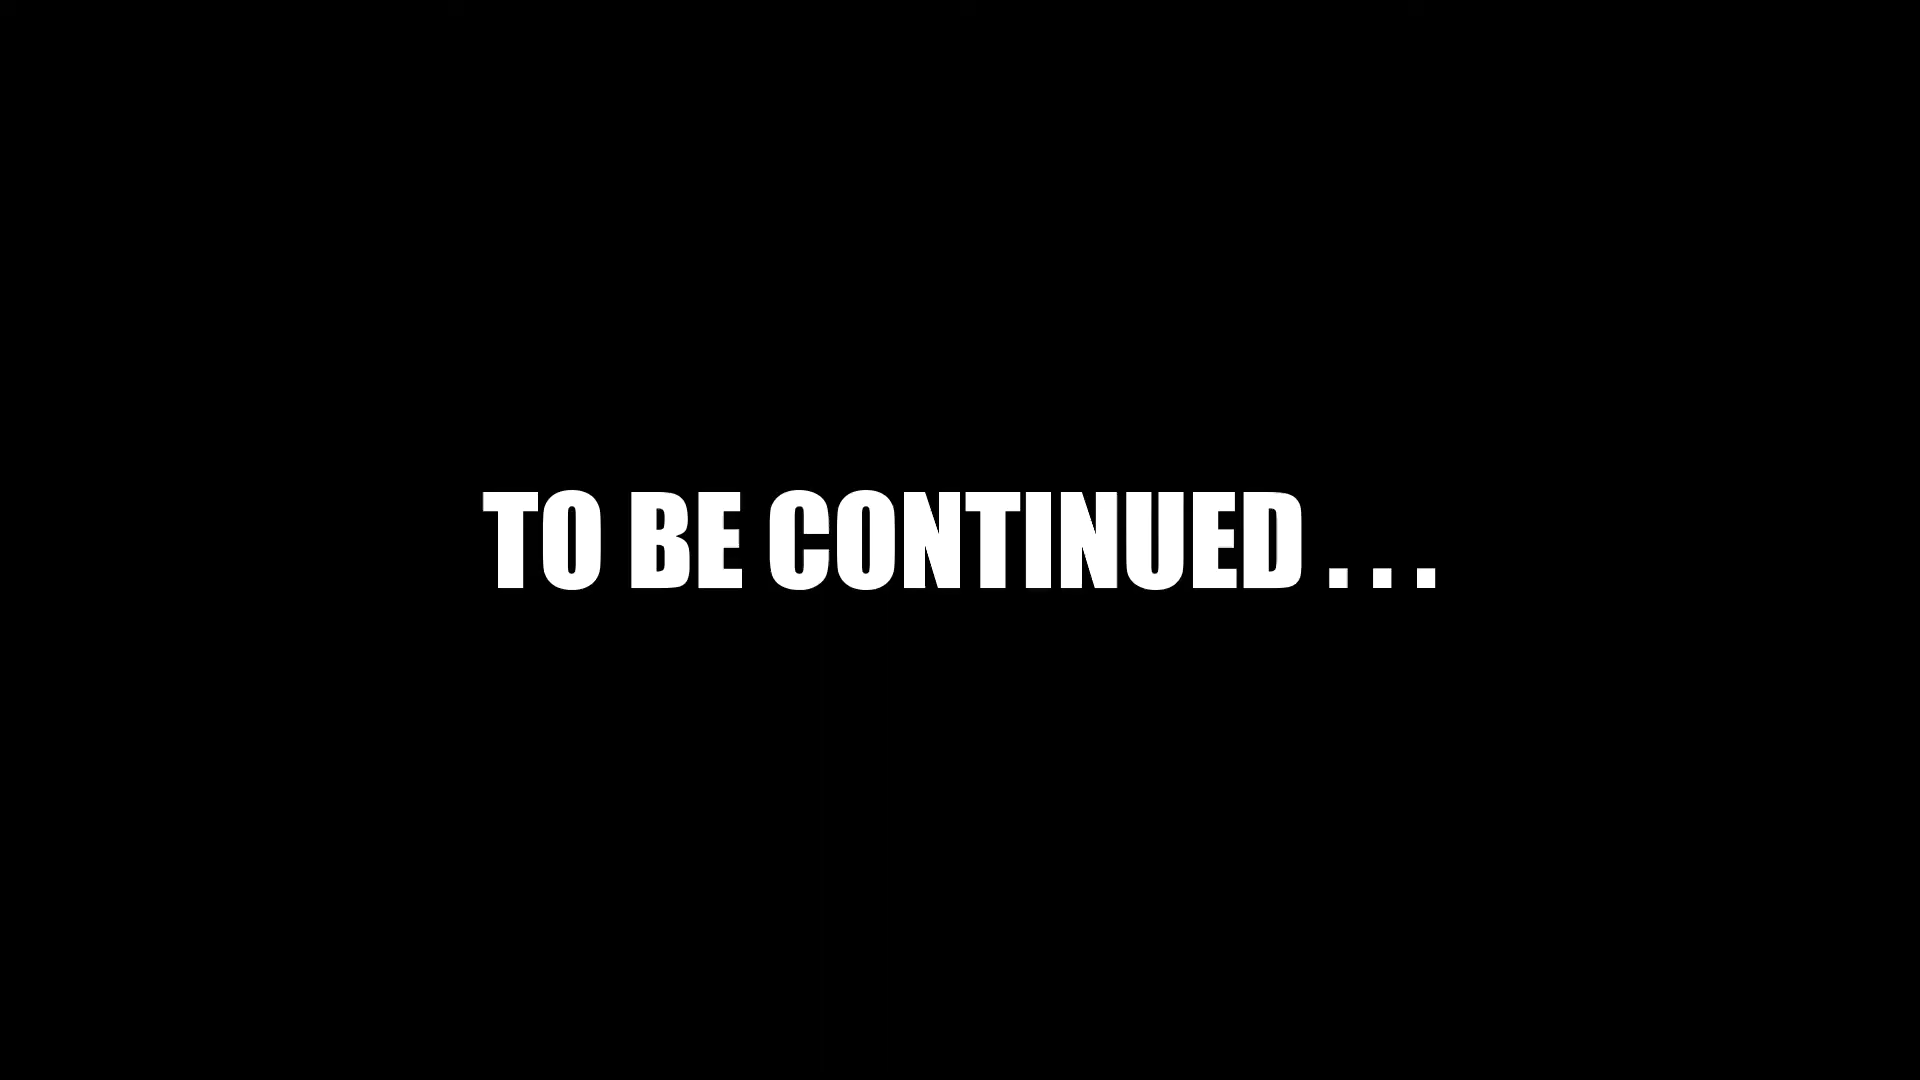 TO BE CONTINUED . . .